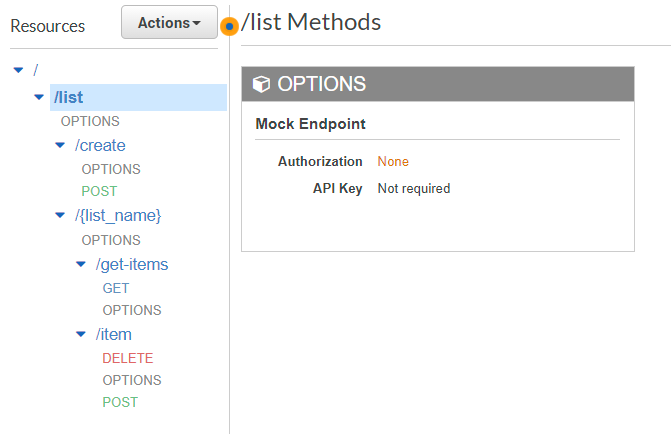 Resources
Actions
/
/list
OPTIONS
/create
OPTIONS
POST
/{list_name}
OPTIONS
/get-items
GET
OPTIONS
/item
DELETE
OPTIONS
POST
/list Methods
OPTIONS
Mock Endpoint
Authorization None
API Key Not required